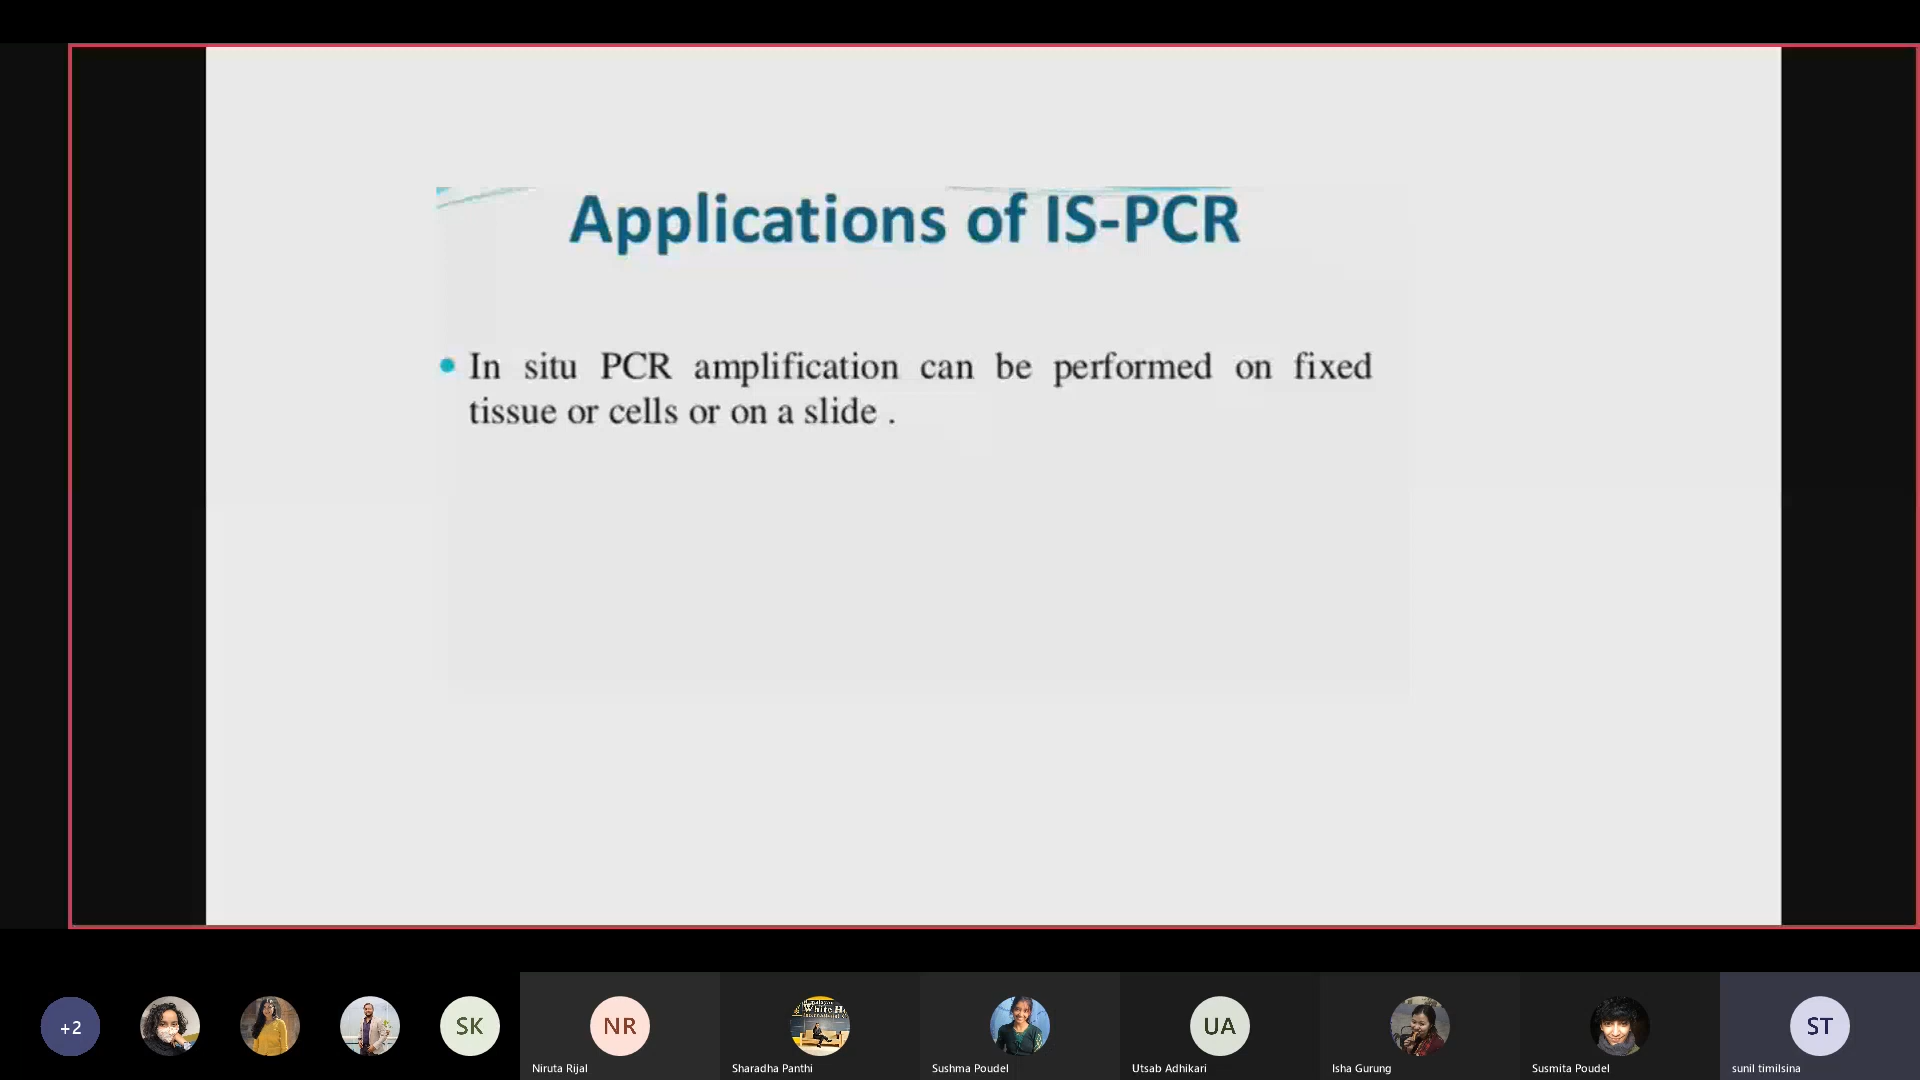 Applications of IS-PCR
In situ PCR amplification can be performed on fixed
tissue or cells or on a slide .
+2
SK
NR
UA
ST
White H
Niruta Rijal
Sharadha Panthi
Sushma Poudel
Utsab Adhikari
Isha Gurung
Susmita Poudel
sunil timilsina